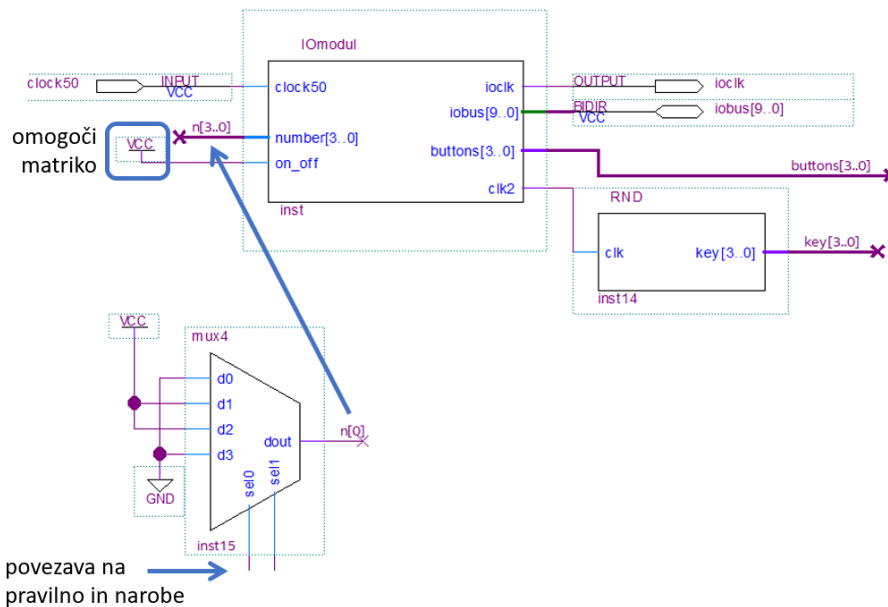 IOmodul
clock50
INPUT
VCC
clock50
ioclk
OUTPUT
ioclk
iobus[9..0]
BIDIR
VCC
iobus[9..0]
omogoči
matriko
VCC
n[3..0]
number[3..0]
on_off
buttons[3..0]
buttons[3..0]
clk2
inst
RND
clk
key[3..0]
key[3..0]
inst14
VCC
mux4
d0
d1
d2
d3
dout
n[0]
sel0
sel1
GND
inst15
povezava na
pravilno in narobe